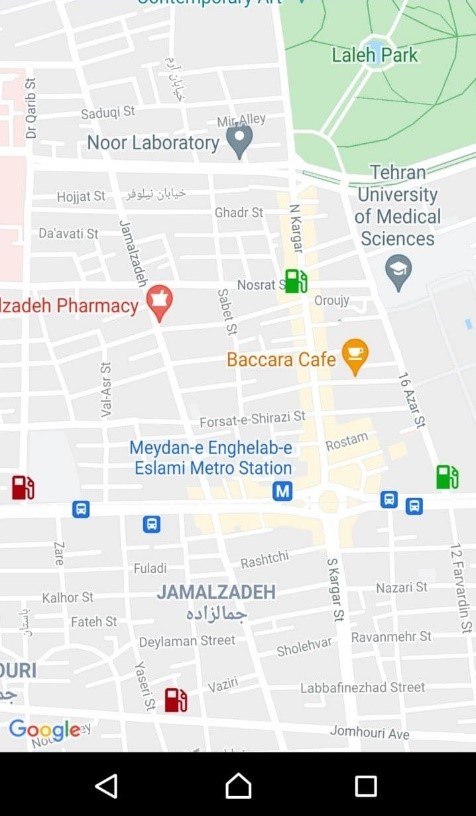 Contemporary Art
Laleh Park
Dr Qarib St
خیابان ارم
Saduqi St
Mir Alley
Noor Laboratory
Tehran
University
of Medical
Sciences
Hojjat St
خیابان نیلوفر
Ghadr St
N Kargar
Da'avati St
Jamalzadeh
Nosrat S
Sabet St
Oroujy
lzadeh Pharmacy
Baccara Cafe
Val-Asr St
16 Azar St
Forsat-e-Shirazi St
Rostam
Meydan-e Enghelab-e
Eslami Metro Station
M
Zare
Rashtchi
Fuladi
S Kargar St
12 Farvardin St
JAMALZADEH
جمالزاده
Kalhor St
Nazari St
Fateh St
Deylaman Street
Ravanmehr St
Sholehvar
OURI
Yaseri St
Vaziri
Labbafinezhad Street
Google
Jomhouri Ave